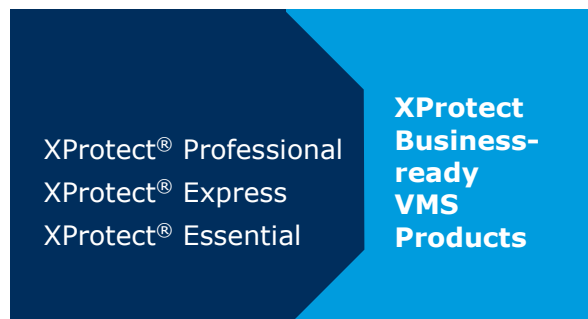 XProtect® Professional
XProtect® Express
XProtect® Essential
XProtect
Business-
ready
VMS
Products